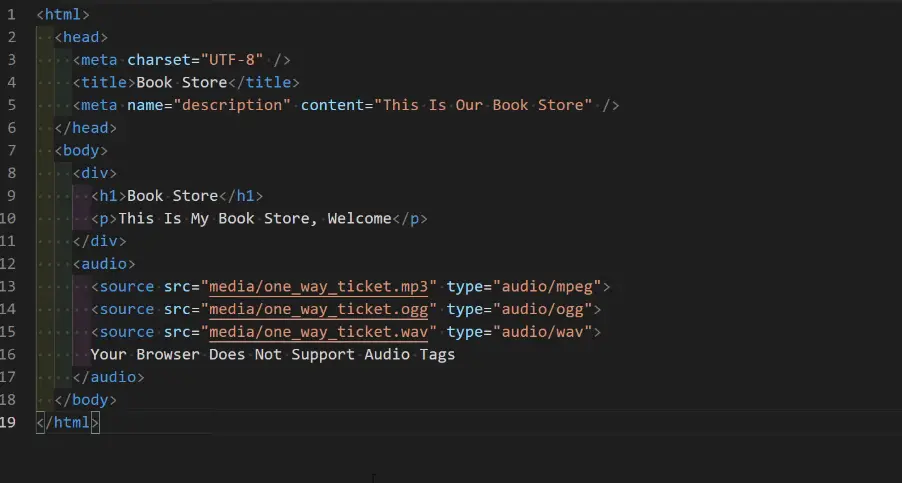 1 <html>
2 <head>
3 <meta charset="UTF-8" />
4 <title>Book Store</title>
5 <meta name="description" content="This Is Our Book Store" />
6 </head>
7 <body>
8 <div>
9 <h1>Book Store</h1>
10 <p>This Is My Book Store, Welcome</p>
11 </div>
12 <audio>
13 <source src="media/one_way_ticket.mp3" type="audio/mpeg">
14 <source src="media/one_way_ticket.ogg" type="audio/ogg">
15 <source src="media/one_way_ticket.wav" type="audio/wav">
16 Your Browser Does Not Support Audio Tags
17 </audio>
18 </body>
19 </html>